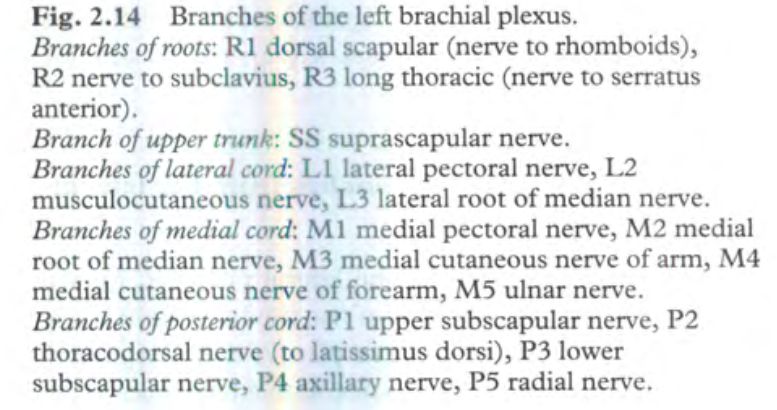 Fig. 2.14 Branches of the left brachial plexus.
Branches of roots: R1 dorsal scapular (nerve to rhomboids),
R2 nerve to subclavius, R3 long thoracic (nerve to serratus
anterior).
Branch of upper trunk: SS suprascapular nerve.
Branches of lateral cord: L1 lateral pectoral nerve, L2
musculocutaneous nerve, L3 lateral root of median nerve.
Branches of medial cord: M1 medial pectoral nerve, M2 medial
root of median nerve, M3 medial cutaneous nerve of arm, M4
medial cutaneous nerve of forearm, M5 ulnar nerve.
Branches of posterior cord: P1 upper subscapular nerve, P2
thoracodorsal nerve (to latissimus dorsi), P3 lower
subscapular nerve, P4 axillary nerve, P5 radial nerve.